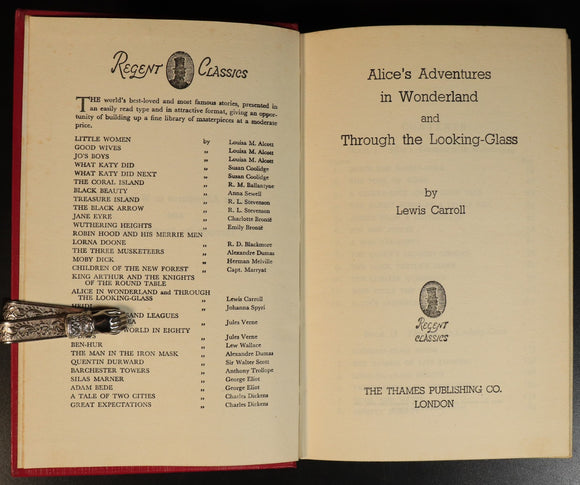 REGENT CLASSICS
THE world's best-loved and most famous stories, presented in
an easily read type and in attractive format, giving an oppor-
tunity of building up a fine library of masterpieces at a moderate
price.
LITTLE WOMEN by Louisa M. Alcott
GOOD WIVES „ Louisa M. Alcott
JO'S BOYS „ Louisa M. Alcott
WHAT KATY DID „ Susan Coolidge
WHAT KATY DID NEXT „ Susan Coolidge
THE CORAL ISLAND „ R. M. Ballantyne
BLACK BEAUTY „ Anna Sewell
TREASURE ISLAND „ R. L. Stevenson
THE BLACK ARROW „ R. L. Stevenson
JANE EYRE „ Charlotte Brontë
WUTHERING HEIGHTS „ Emily Brontë
ROBIN HOOD AND HIS MERRIE MEN
LORNA DOONE „ R. D. Blackmore
THE THREE MUSKETEERS „ Alexandre Dumas
MOBY DICK „ Herman Melville
CHILDREN OF THE NEW FOREST „ Capt. Marryat
KING ARTHUR AND THE KNIGHTS
OF THE ROUND TABLE
ALICE IN WONDERLAND and THROUGH
THE LOOKING-GLASS „ Lewis Carroll
HEIDI „ Johanna Spyri
AND LEAGUES
SEA „ Jules Verne
WORLD IN EIGHTY
DAYS „ Jules Verne
BEN-HUR „ Lew Wallace
THE MAN IN THE IRON MASK „ Alexandre Dumas
QUENTIN DURWARD „ Sir Walter Scott
BARCHESTER TOWERS „ Anthony Trollope
SILAS MARNER „ George Eliot
ADAM BEDE „ George Eliot
A TALE OF TWO CITIES „ Charles Dickens
GREAT EXPECTATIONS „ Charles Dickens
Alice's Adventures
in Wonderland
and
Through the Looking-Glass
by
Lewis Carroll
REGENT
CLASSICS
THE THAMES PUBLISHING CO.
LONDON